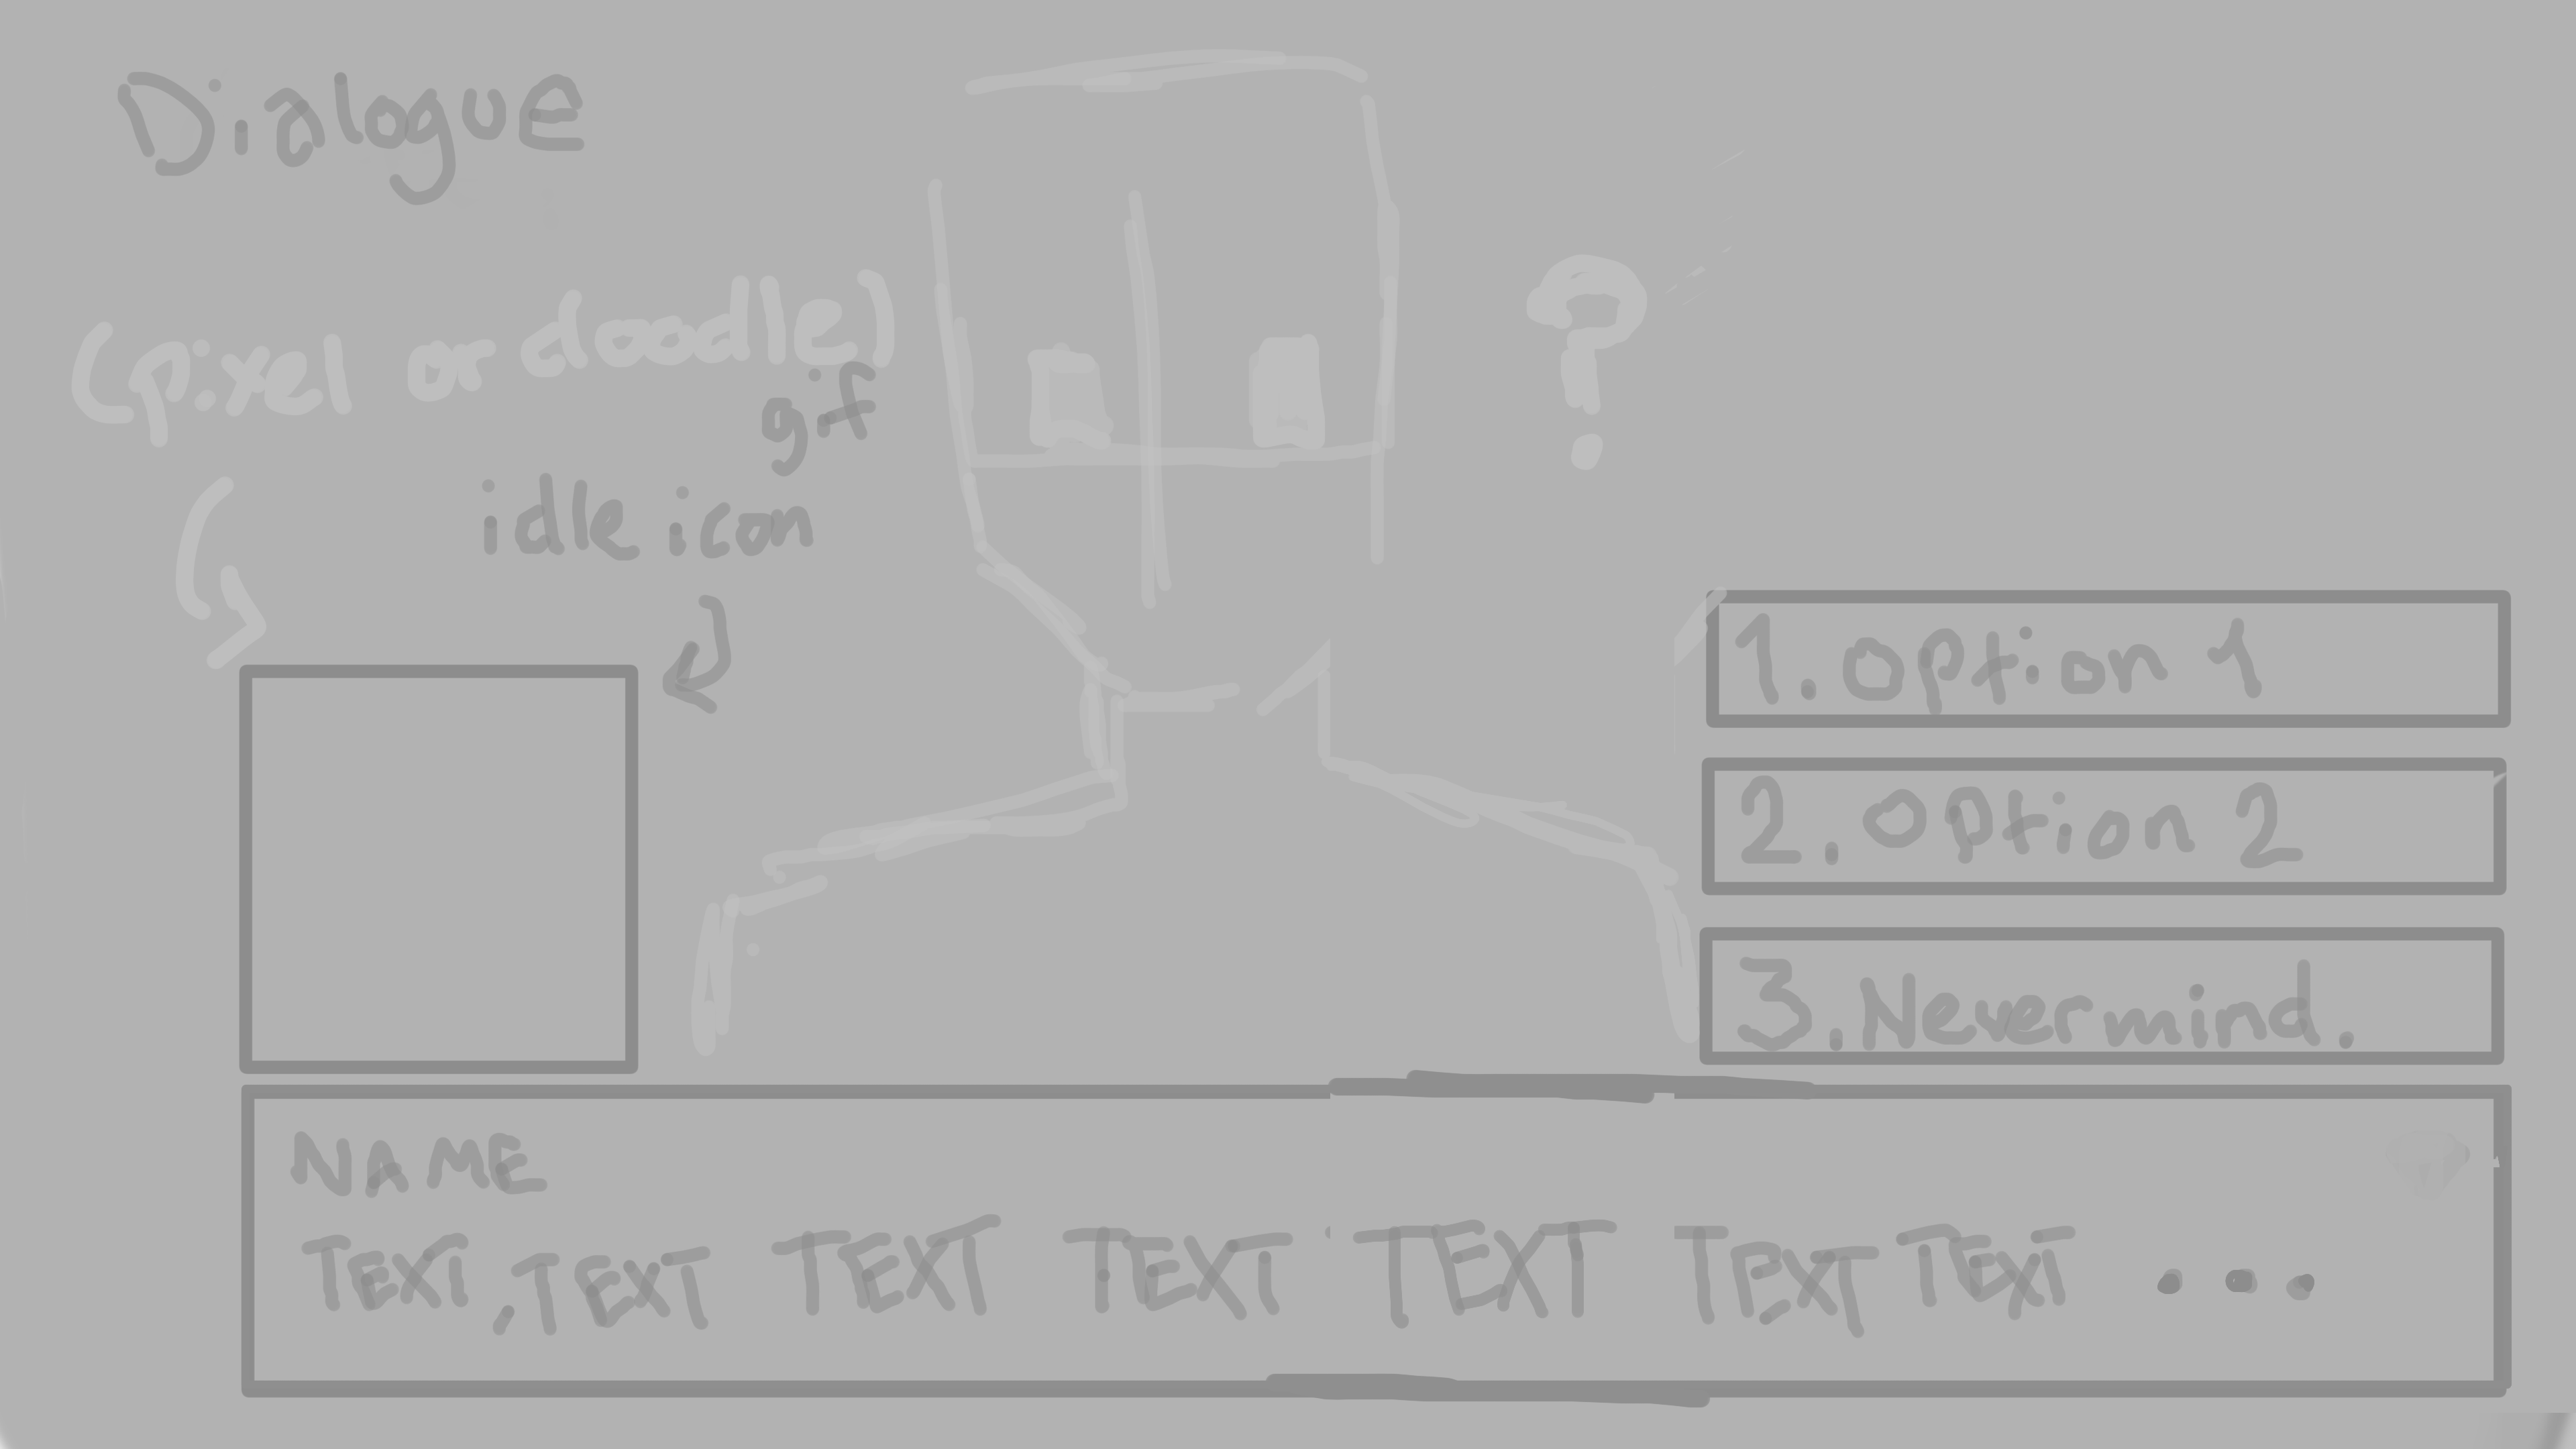 Dialogue
(pixel or doodle)
gif
idle icon
?
1. Option 1
2. Option 2
3. Nevermind.
NAME
TEXT, TEXT TEXT TEXT TEXT TEXT TEXT ...